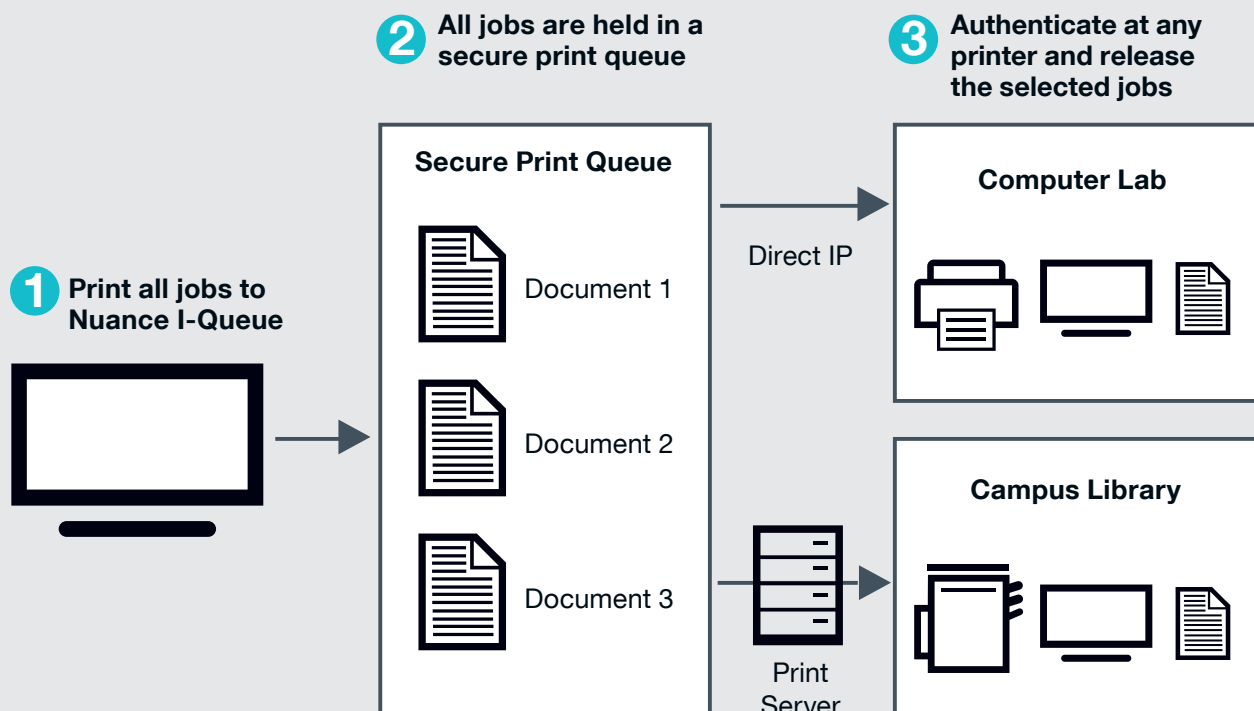 1
Print all jobs to
Nuance I-Queue
2
All jobs are held in a
secure print queue
Secure Print Queue
Document 1
Document 2
Document 3
Direct IP
Print
Server
3
Authenticate at any
printer and release
the selected jobs
Computer Lab
Campus Library